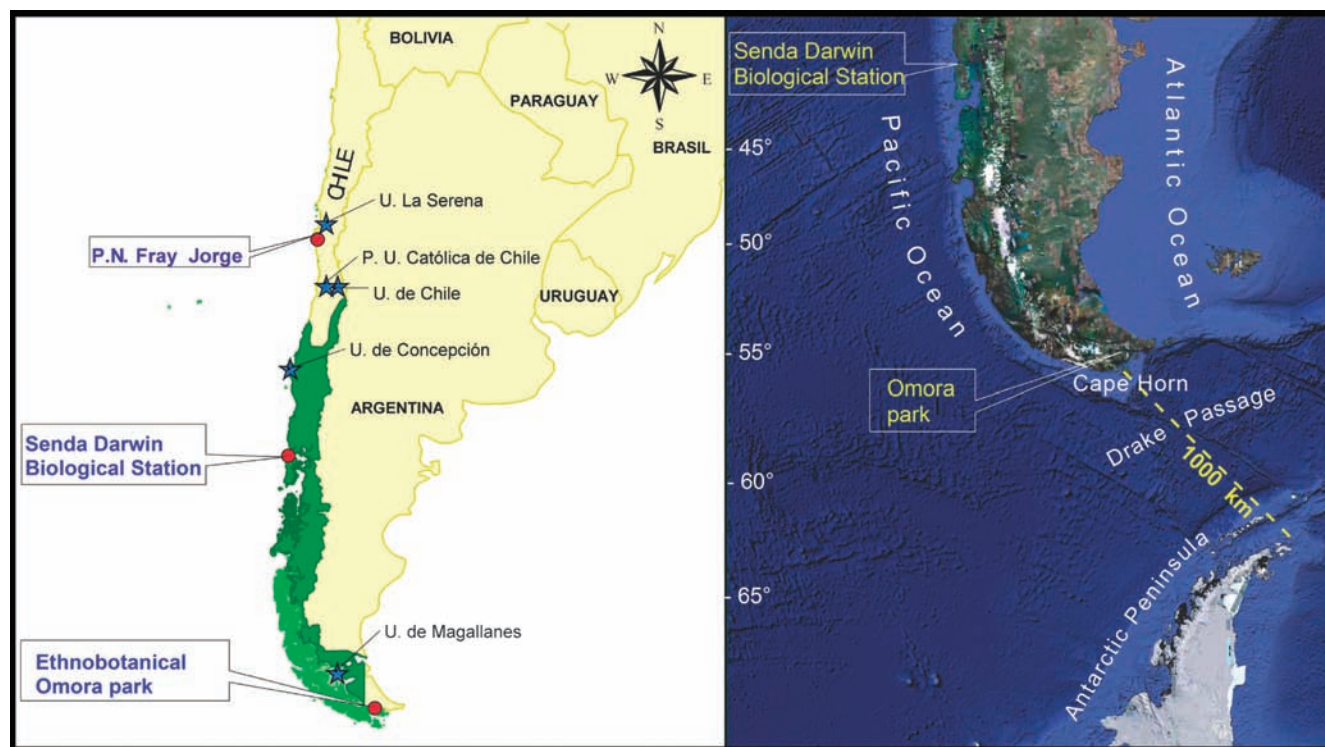 BOLIVIA
N
W E
S
PARAGUAY
BRASIL
CHILE
U. La Serena
P.N. Fray Jorge
P. U. Católica de Chile
U. de Chile
URUGUAY
U. de Concepción
ARGENTINA
Senda Darwin
Biological Station
U. de Magallanes
Ethnobotanical
Omora park
Senda Darwin
Biological Station
Atlantic Ocean
Pacific Ocean
45°
50°
55°
Omora
park
Cape Horn
Drake Passage
1000 km
60°
65°
Antarctic Peninsula